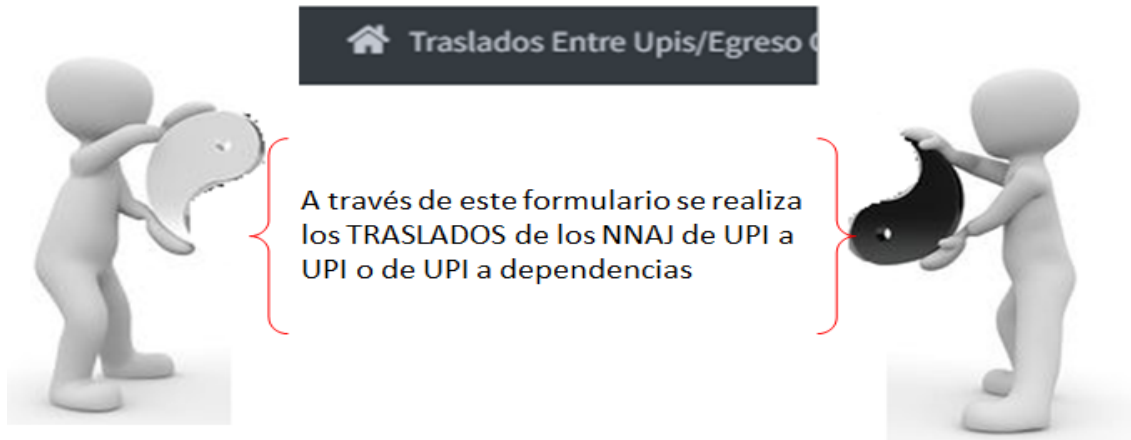 Traslados Entre Upis/Egreso
A través de este formulario se realiza
los TRASLADOS de los NNAJ de UPI a
UPI o de UPI a dependencias